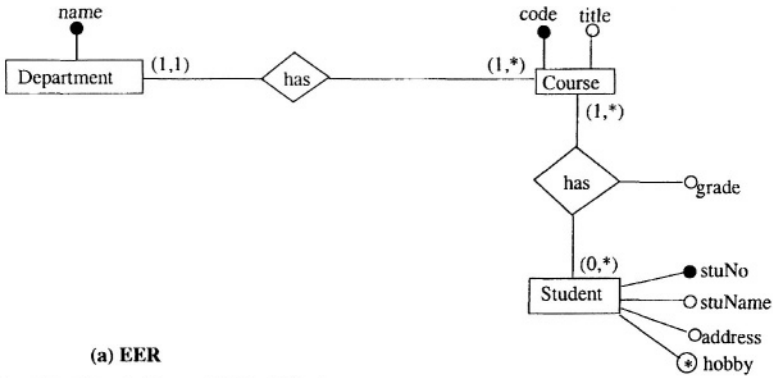 name
code title
Department (1,1) has (1,*) Course
(1,*)
has
grade
(0,*)
Student
stuNo
stuName
address
* hobby
(a) EER